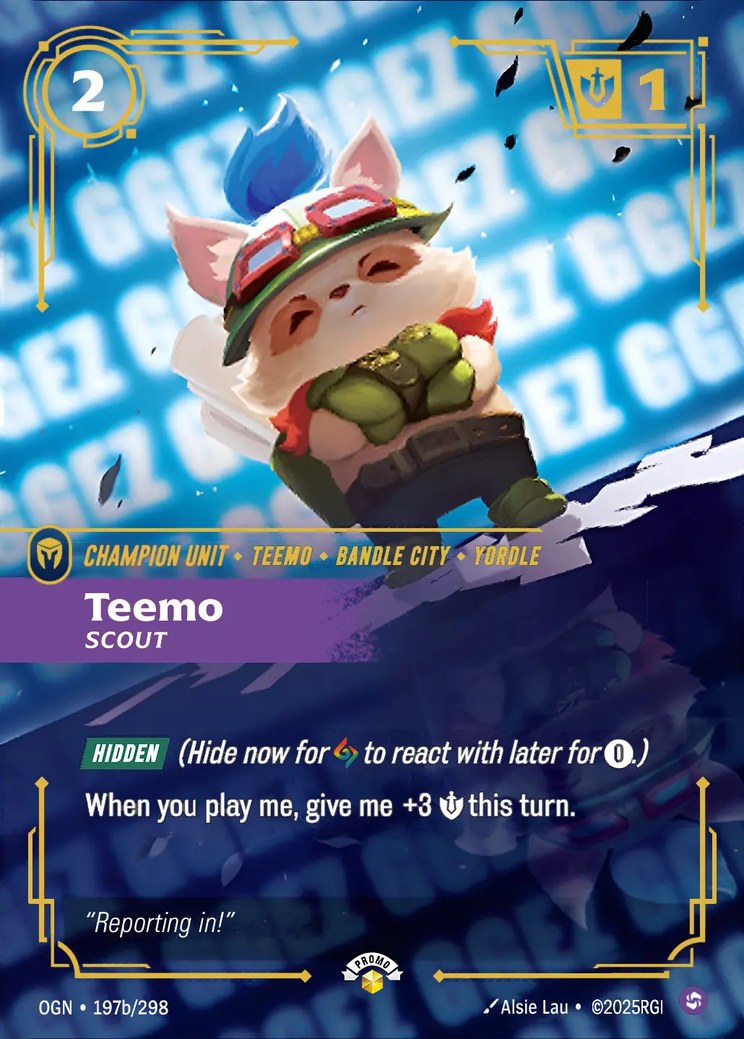 2
1
GGEZ GGEZ
CHAMPION UNIT • TEEMO • BANDLE CITY • YORDLE
Teemo
SCOUT
HIDDEN (Hide now for to react with later for 0.)
When you play me, give me +3 this turn.
“Reporting in!”
PROMO
OGN • 197b/298
Alsie Lau • ©2025RGI